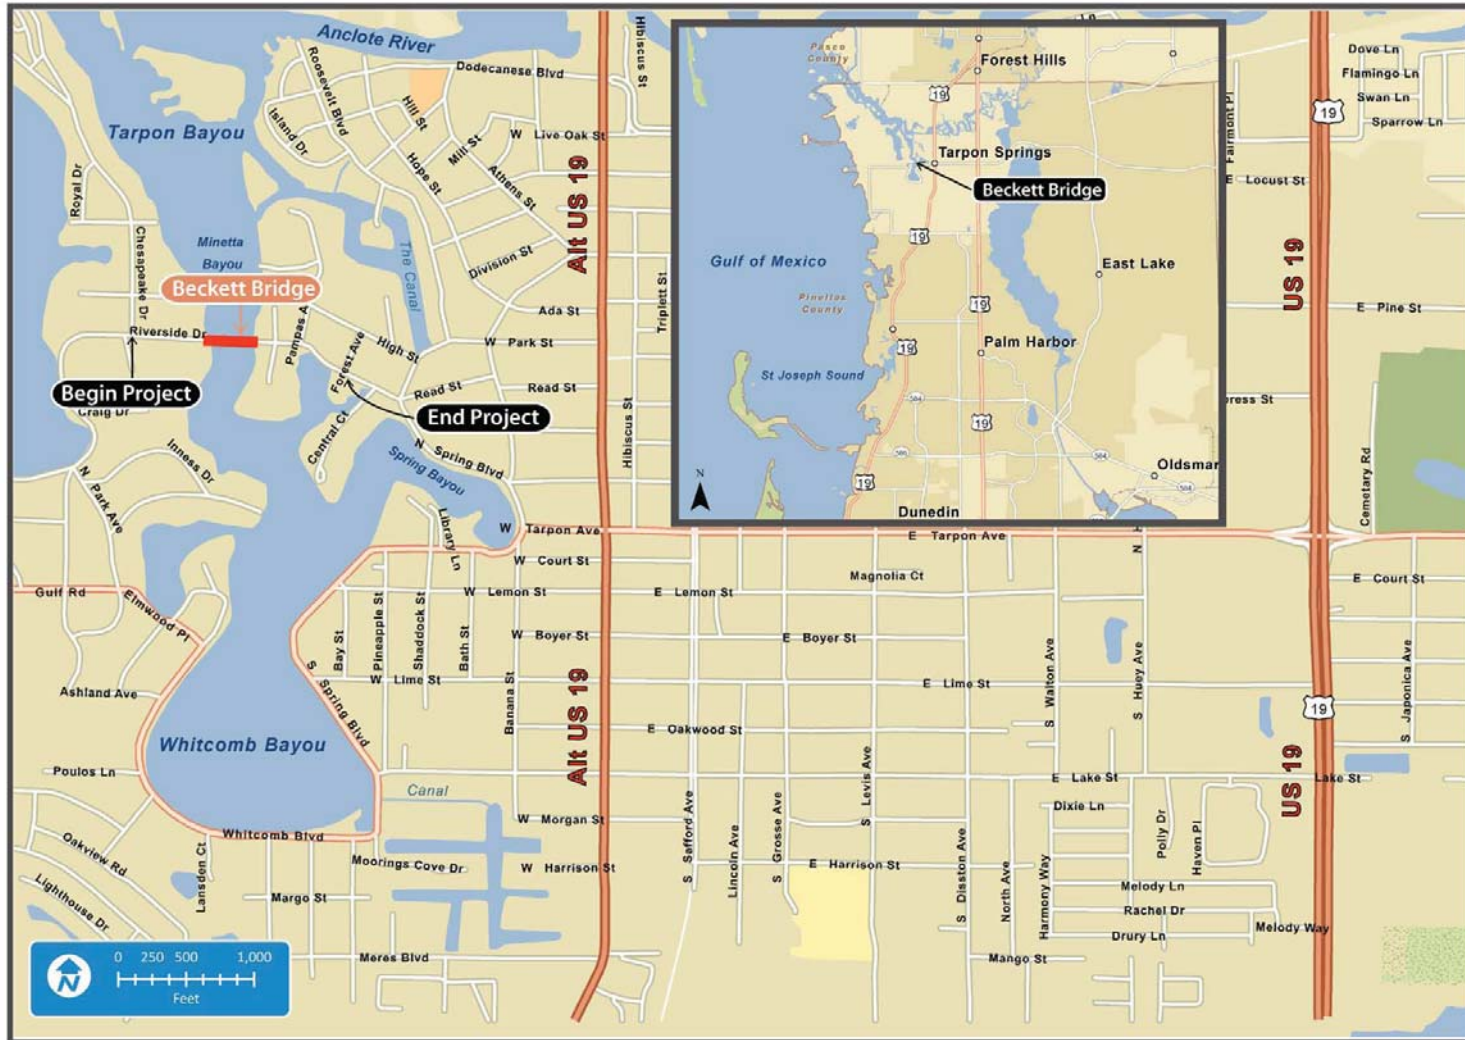 Anclote River
Dodecanese Blvd
Hibiscus St
Roosevelt Blvd
Island Dr
Hill St
Mill St
W Live Oak St
Tarpon Bayou
Hope St
Athens St
Alt US 19
Royal Dr
Chesapeake Dr
Minetta
Bayou
The Canal
Division St
Triplett St
Beckett Bridge
Ada St
Riverside Dr
Pampas A
High St
W Park St
Forest Ave
Begin Project
Read St
Read St
End Project
Craig Dr
Central Ct
N Spring Blvd
Hibiscus St
Inness Dr
Spring Bayou
N Park Ave
Library Ln
W Tarpon Ave
E Tarpon Ave
W Court St
Magnolia Ct
Gulf Rd
Elmwood Pl
W Lemon St
E Lemon St
Bay St
Pineapple St
Shaddock St
Bath St
W Boyer St
E Boyer St
Ashland Ave
S Spring Blvd
W Lime St
E Lime St
Banana St
Alt US 19
S Walton Ave
N
S Huey Ave
E Oakwood St
Whitcomb Bayou
Poulos Ln
Canal
E Lake St
Lake St
S Safford Ave
Lincoln Ave
S Grosse Ave
S Levis Ave
Dixie Ln
Polly Dr
Haven Pl
W Morgan St
Whitcomb Blvd
Oakview Rd
Lansden Ct
Moorings Cove Dr
W Harrison St
E Harrison St
S Disston Ave
North Ave
Harmony Way
Melody Ln
Lighthouse Dr
Margo St
Rachel Dr
Melody Way
Drury Ln
Meres Blvd
Mango St
N
0 250 500 1,000
Feet
Pasco
County
Forest Hills
19
Tarpon Springs
Beckett Bridge
19
Gulf of Mexico
East Lake
Pinellas
County
19
19
Palm Harbor
St Joseph Sound
584
19
586
584
Oldsmar
584
19
N
Dunedin
Ln
Dove Ln
Flamingo Ln
Swan Ln
Sparrow Ln
19
E Fairmont Pl
E Locust St
US 19
E Pine St
ress St
Cemetary Rd
E Court St
S Japonica Ave
19
US 19